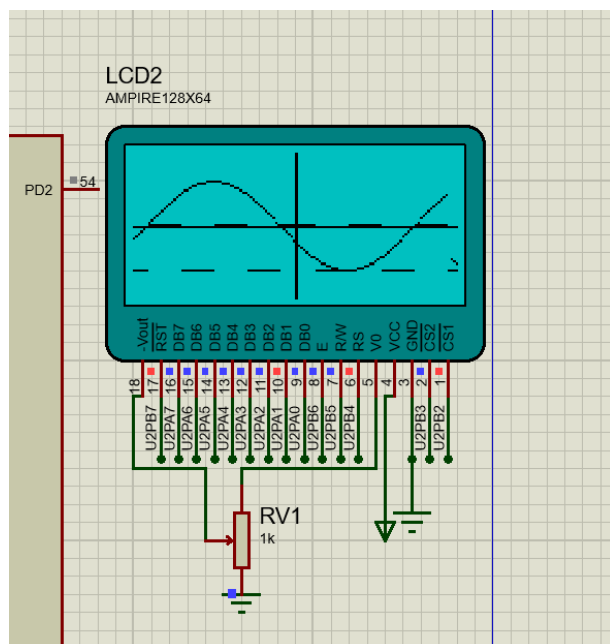 LCD2
AMPIRE128X64
PD2
54
-Vout
RST
DB7
DB6
DB5
DB4
DB3
DB2
DB1
DB0
E
R/W
RS
V0
VCC
GND
CS2
CS1
18
17
16
15
14
13
12
11
10
9
8
7
6
5
4
3
2
1
U2PB7
U2PA7
U2PA6
U2PA5
U2PA4
U2PA3
U2PA2
U2PA1
U2PA0
U2PB6
U2PB5
U2PB4
U2PB3
U2PB2
RV1
1k